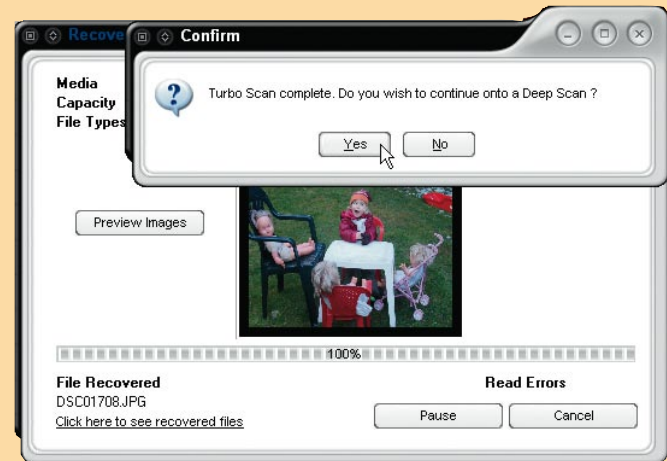 Recove
Confirm
Turbo Scan complete. Do you wish to continue onto a Deep Scan ?
Yes
No
Media
Capacity
File Types
Preview Images
100%
File Recovered
Read Errors
DSC01708.JPG
Click here to see recovered files
Pause
Cancel